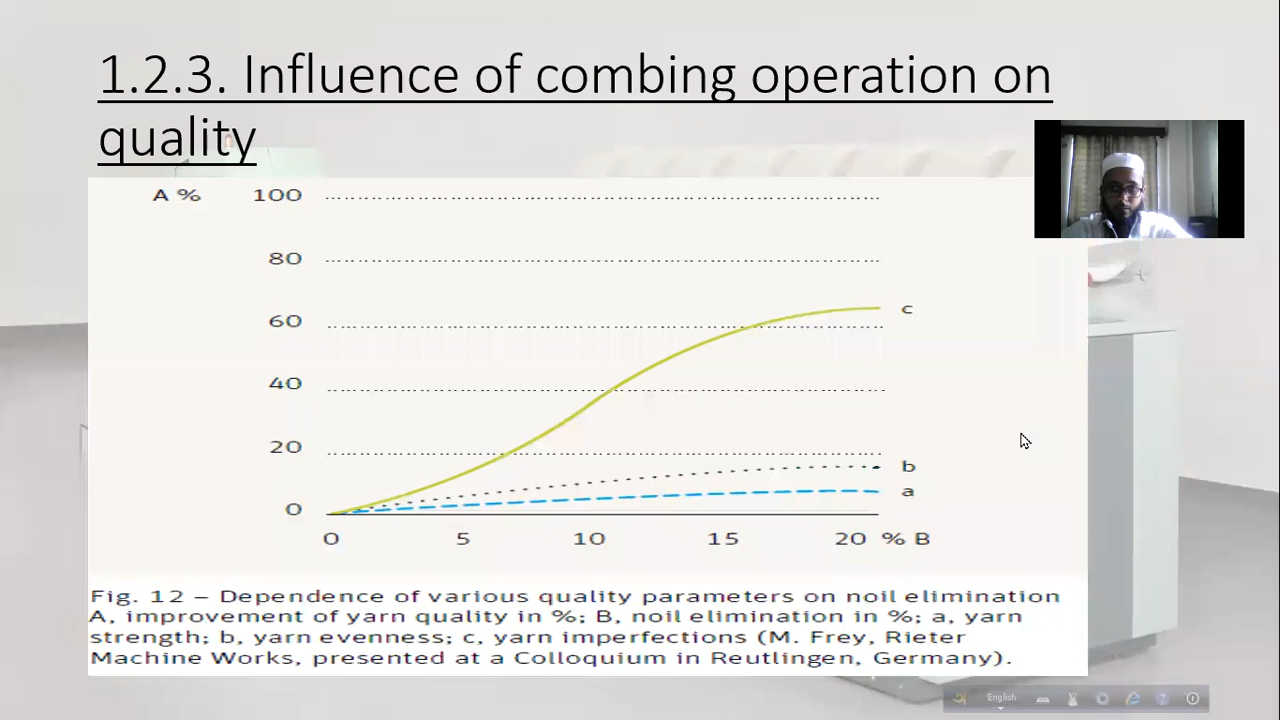 1.2.3. Influence of combing operation on
quality
A % 100
80
60
40
20
0
c
b
a
0 5 10 15 20 % B
Fig. 12 – Dependence of various quality parameters on noil elimination
A, improvement of yarn quality in %; B, noil elimination in %; a, yarn
strength; b, yarn evenness; c, yarn imperfections (M. Frey, Rieter
Machine Works, presented at a Colloquium in Reutlingen, Germany).
English